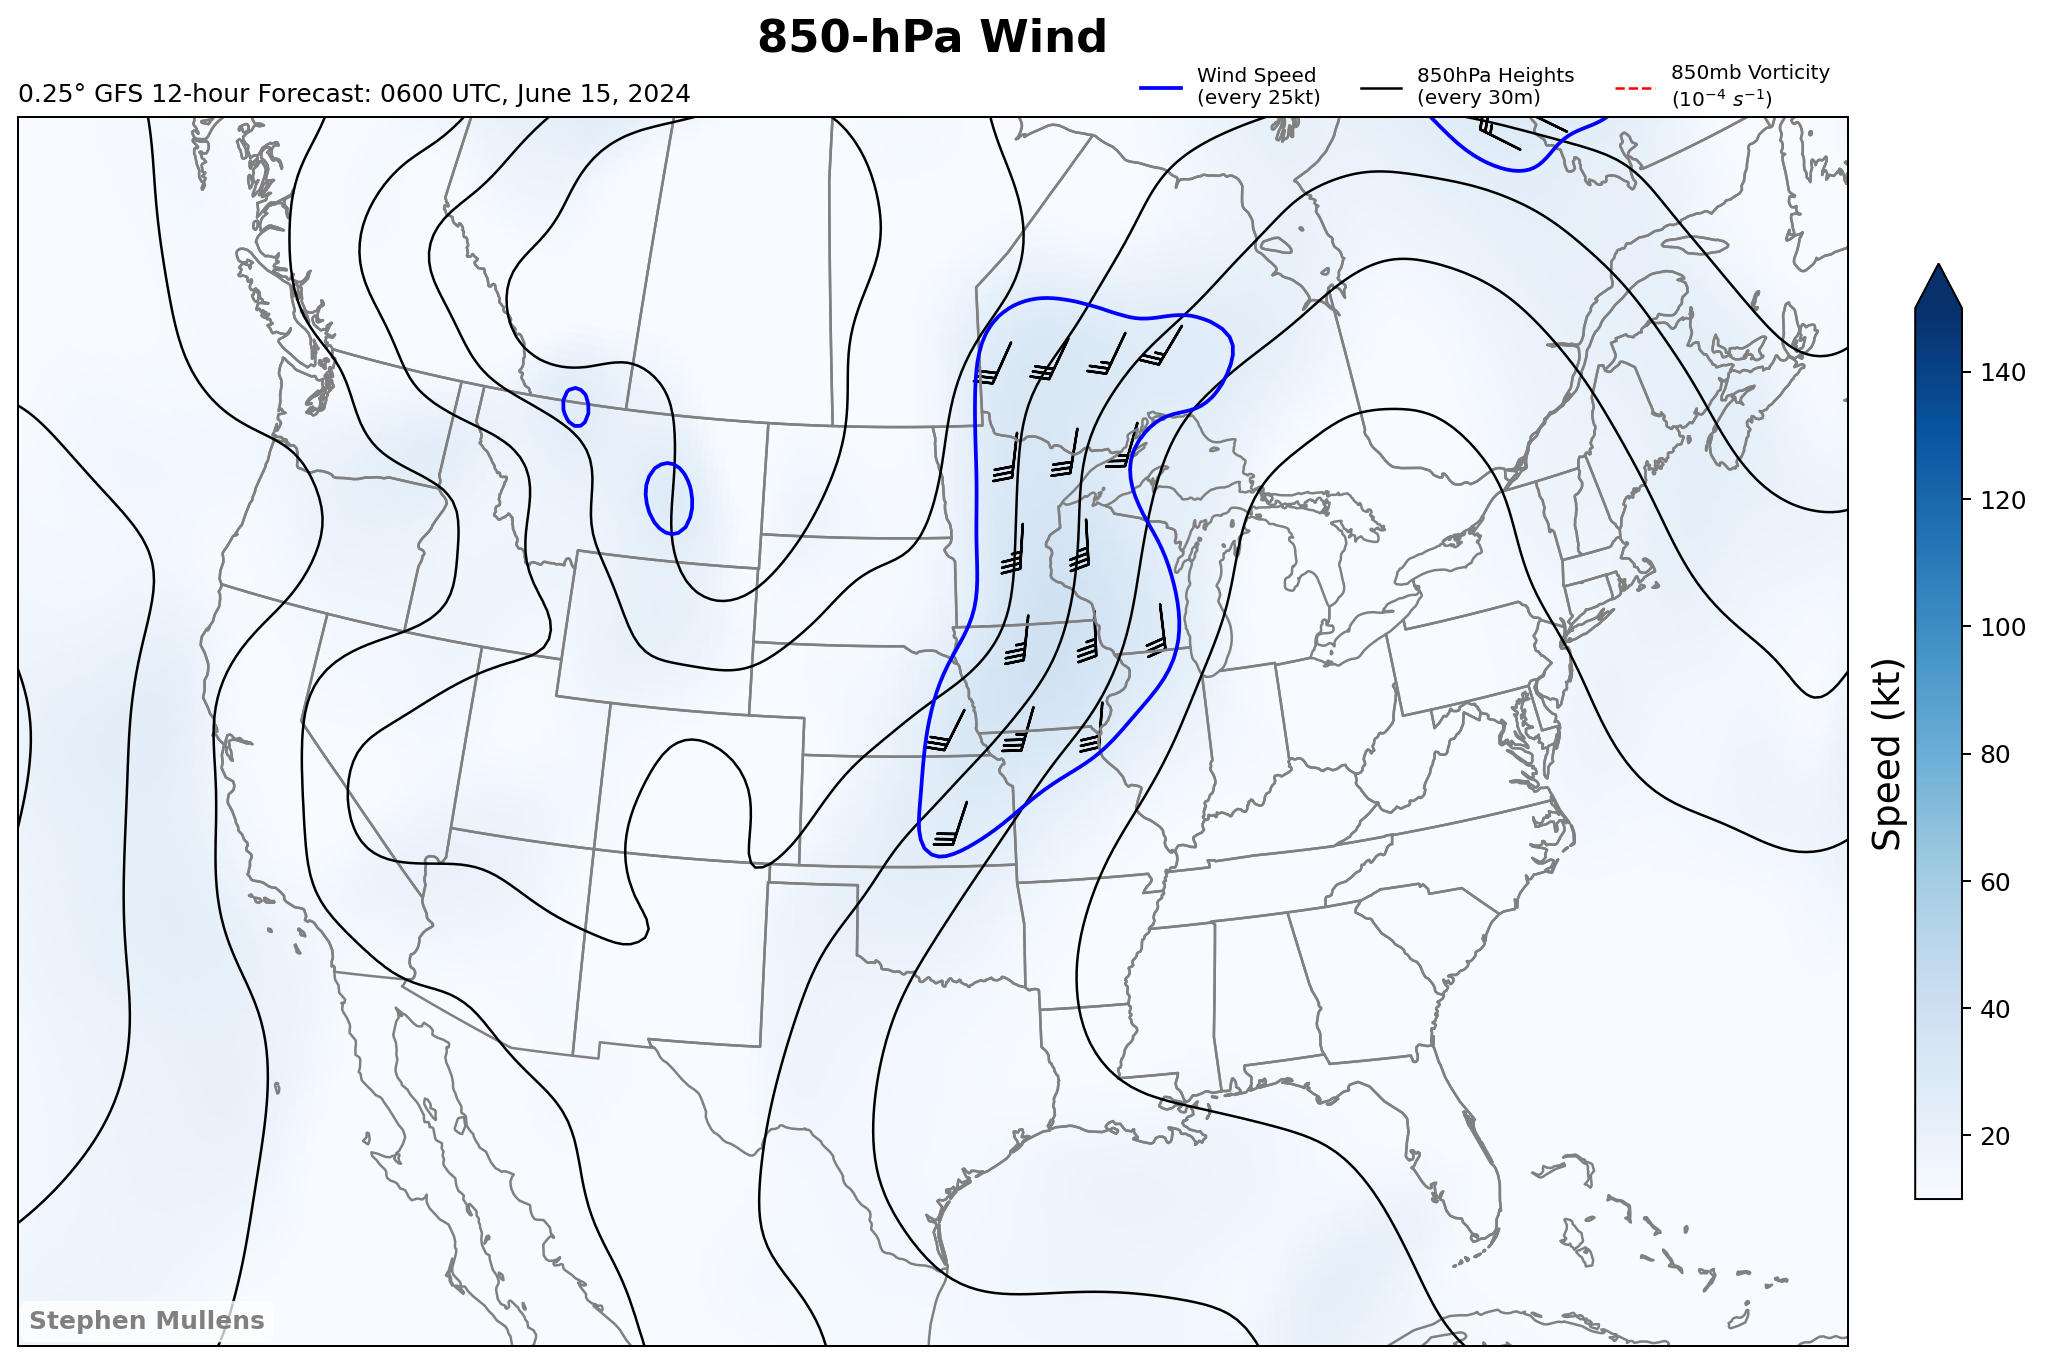 850-hPa Wind
0.25° GFS 12-hour Forecast: 0600 UTC, June 15, 2024
Wind Speed
(every 25kt)
850hPa Heights
(every 30m)
850mb Vorticity
(10⁻⁴ s⁻¹)
140
120
100
80
60
40
20
Speed (kt)
Stephen Mullens